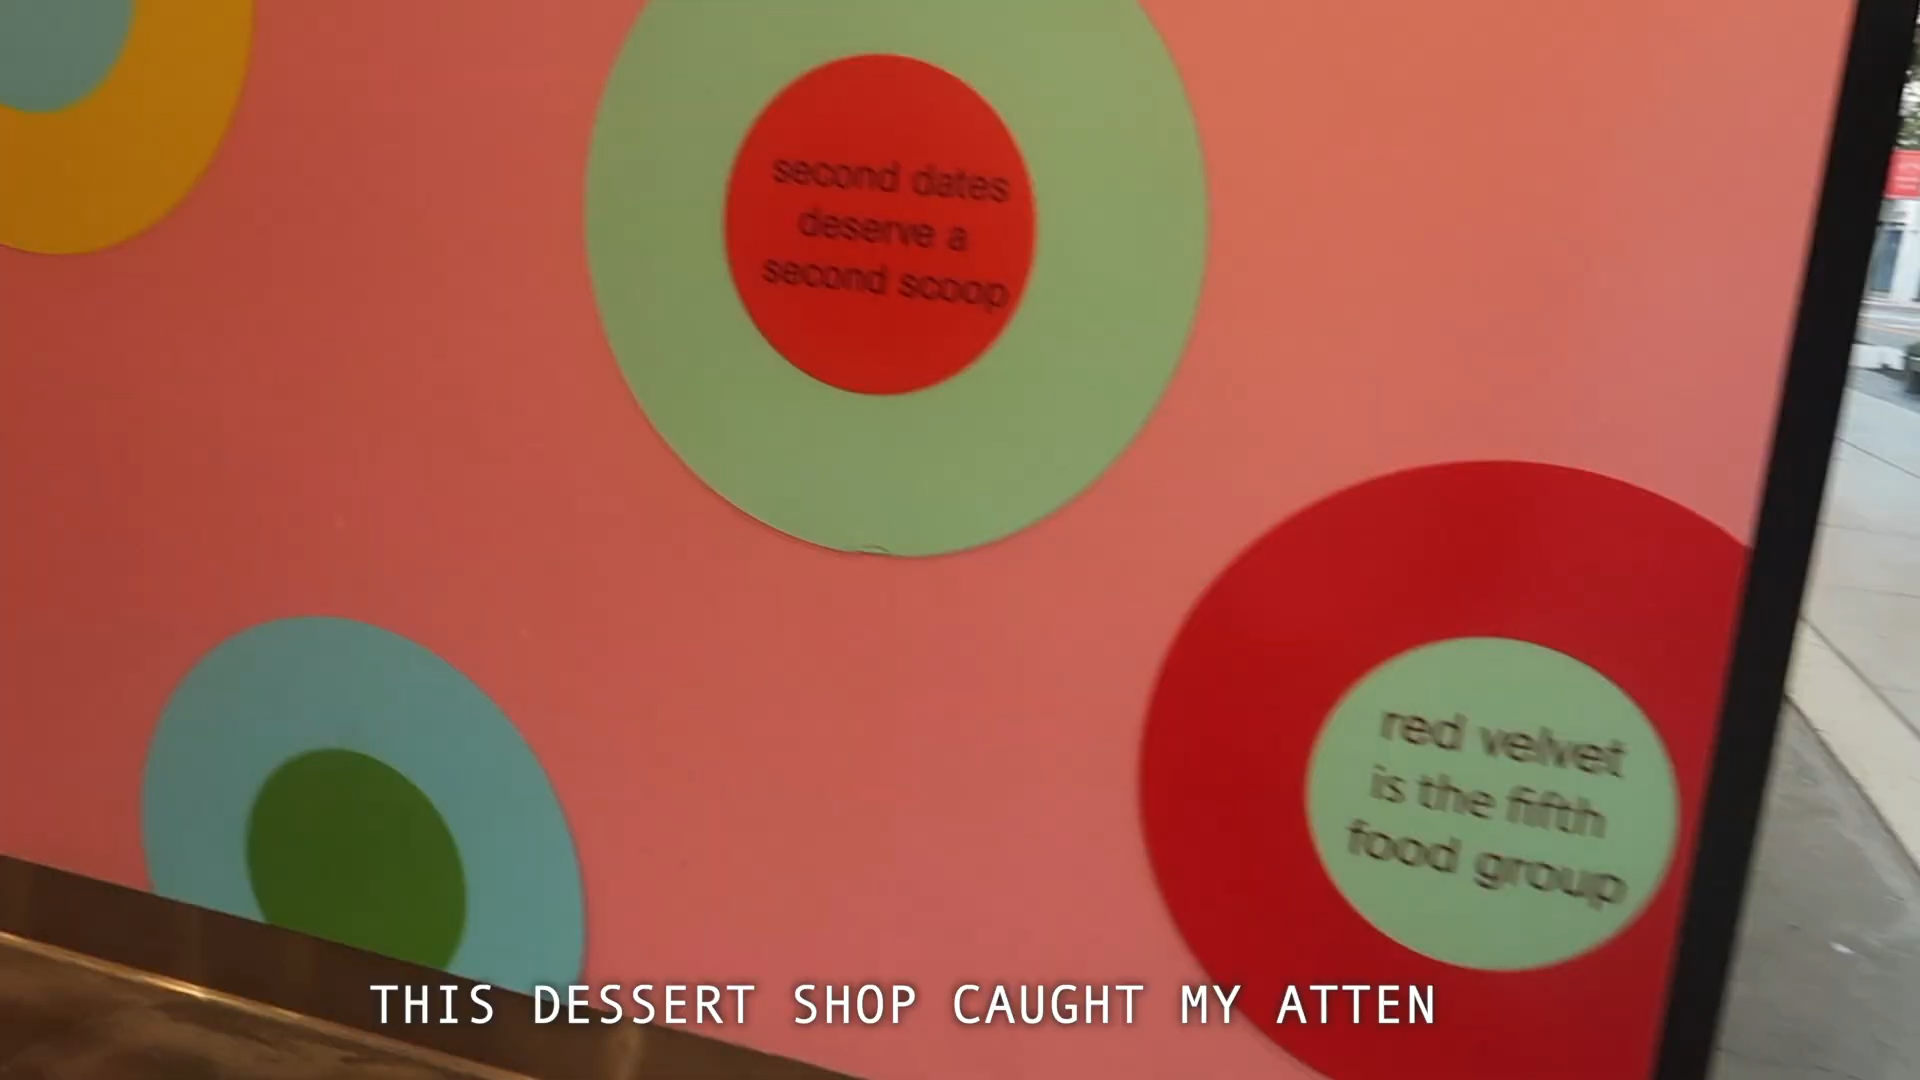 second dates
deserve a
second scoop
red velvet
is the fifth
food group
THIS DESSERT SHOP CAUGHT MY ATTEN